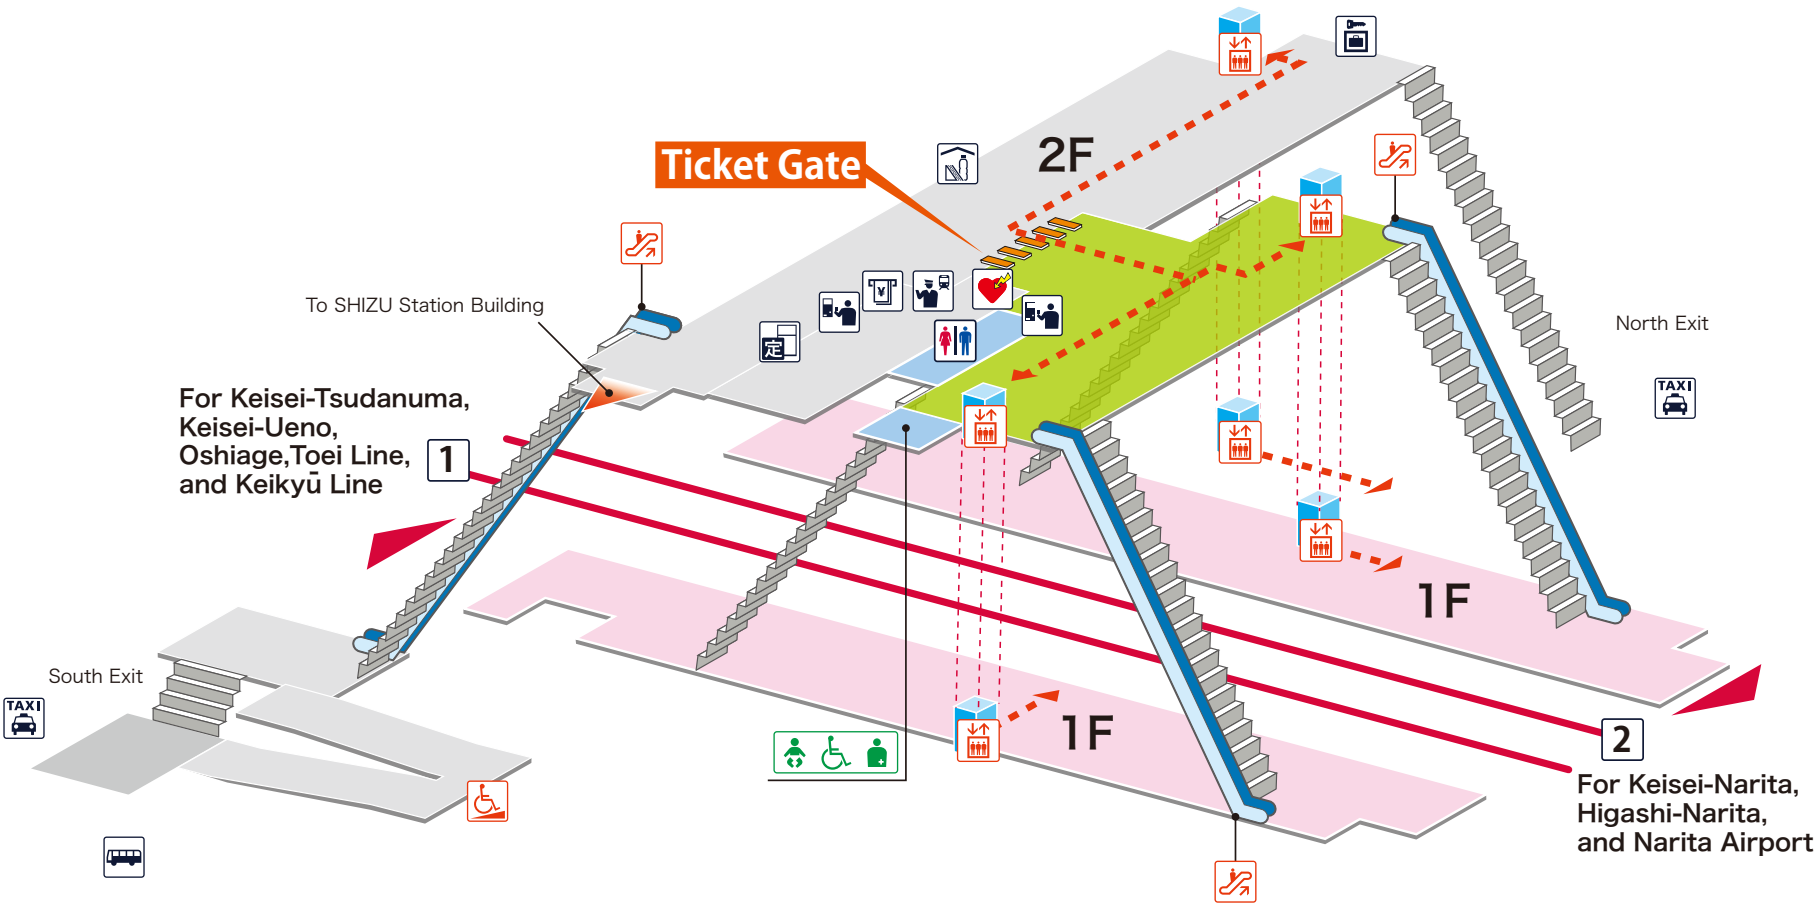 2F
Ticket Gate
To SHIZU Station Building
定
¥
North Exit
TAXI
For Keisei-Tsudanuma,
Keisei-Ueno,
Oshiage,Toei Line,
and Keikyū Line
1
1F
South Exit
TAXI
1F
2
For Keisei-Narita,
Higashi-Narita,
and Narita Airport